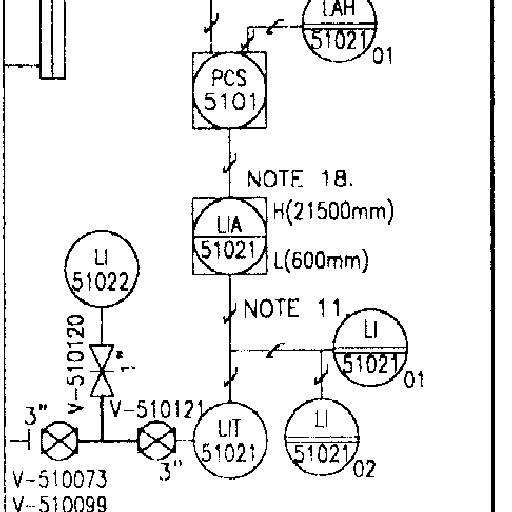 LAH
51021
01
PCS
5101
NOTE 18.
H(21500mm)
LIA
51021
L(600mm)
LI
51022
NOTE 11.
V-510120
1"
LI
51021
01
3"
V-510121
LIT
51021
LI
51021
02
3"
V-510073
V-510099